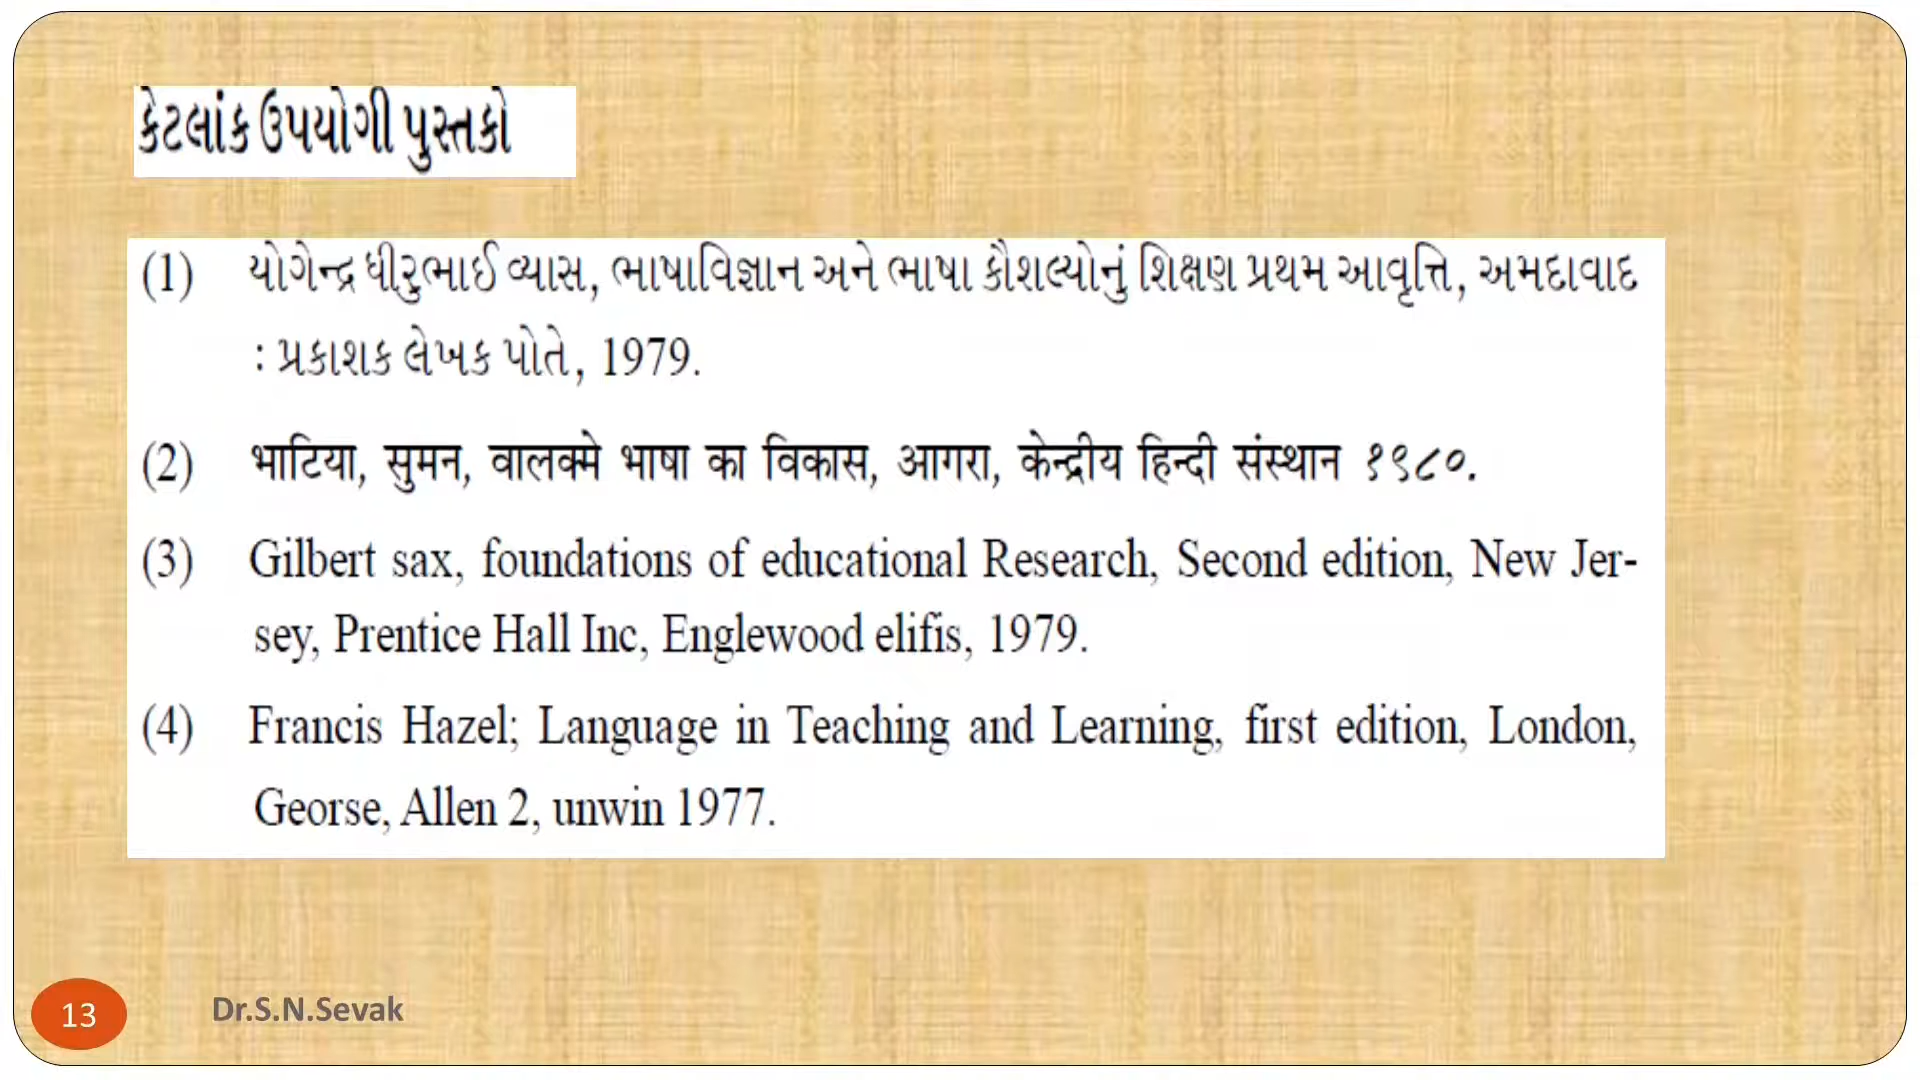 કેટલાંક ઉપયોગી પુસ્તકો
(1) યોગેન્દ્ર ધીરુભાઈ વ્યાસ, ભાષાવિજ્ઞાન અને ભાષા કૌશલ્યોનું શિક્ષણ પ્રથમ આવૃત્તિ, અમદાવાદ
: પ્રકાશક લેખક પોતે, 1979.
(2) भाटिया, सुमन, वालक्मे भाषा का विकास, आगरा, केन्द्रीय हिन्दी संस्थान १९८०.
(3) Gilbert sax, foundations of educational Research, Second edition, New Jer-
sey, Prentice Hall Inc, Englewood elifis, 1979.
(4) Francis Hazel; Language in Teaching and Learning, first edition, London,
Georse, Allen 2, unwin 1977.
13 Dr.S.N.Sevak